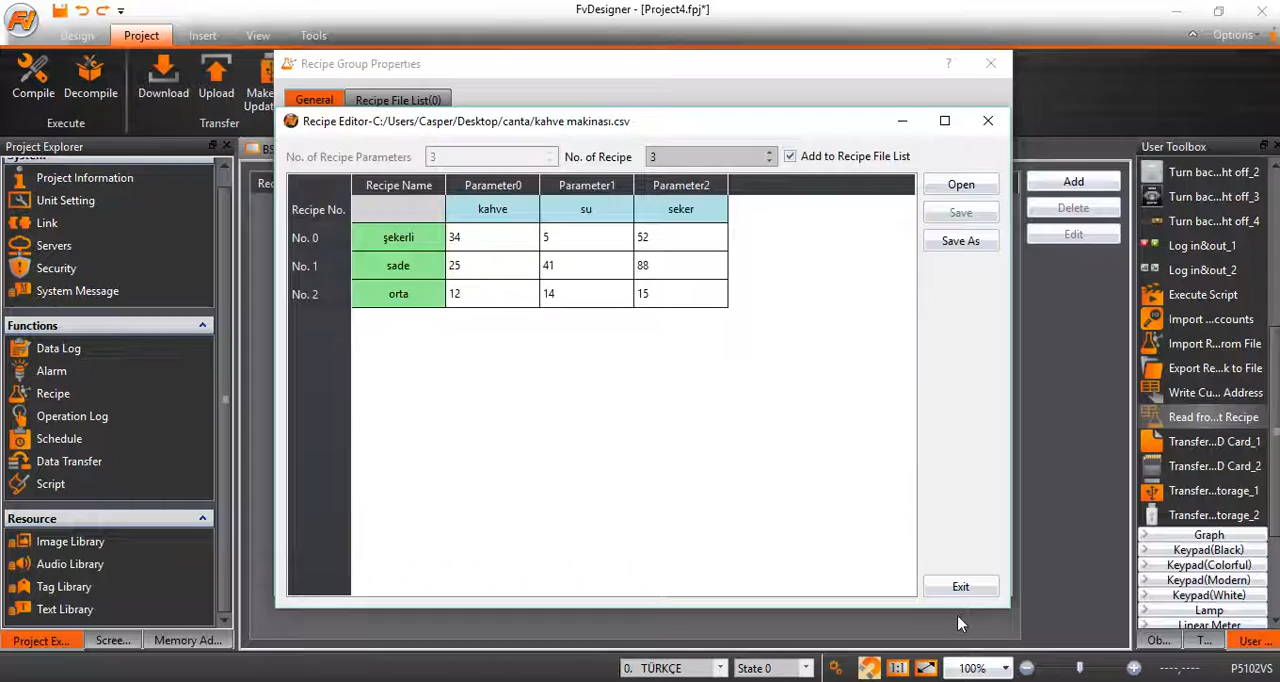 FvDesigner - [Project4.fpj*]
Design Project Insert View Tools Options
Compile Decompile Download Upload Make
Updat
Execute Transfer
Project Explorer
Project Information
Unit Setting
Link
Servers
Security
System Message
Functions
Data Log
Alarm
Recipe
Operation Log
Schedule
Data Transfer
Script
Resource
Image Library
Audio Library
Tag Library
Text Library
Project Ex... Scree... Memory Ad...
Recipe Group Properties
General Recipe File List(0)
Recipe Editor-C:/Users/Casper/Desktop/canta/kahve makinası.csv
No. of Recipe Parameters 3 No. of Recipe 3 Add to Recipe File List
Recipe Name Parameter0 Parameter1 Parameter2
Recipe No. kahve su seker
No. 0 şekerli 34 5 52
No. 1 sade 25 41 88
No. 2 orta 12 14 15
Open
Save
Save As
Exit
Add
Delete
Edit
User Toolbox
Turn bac...ht off_2
Turn bac...ht off_3
Turn bac...ht off_4
Log in&out_1
Log in&out_2
Execute Script
Import ...ccounts
Import R...rom File
Export Re...k to File
Write Cu... Address
Read fro...t Recipe
Transfer...D Card_1
Transfer...D Card_2
Transfer...torage_1
Transfer...torage_2
Graph
Keypad(Black)
Keypad(Colorful)
Keypad(Modern)
Keypad(White)
Lamp
Linear Meter
Ob... T... User ...
0. TÜRKÇE State 0 1:1 100% ----,---- P5102VS